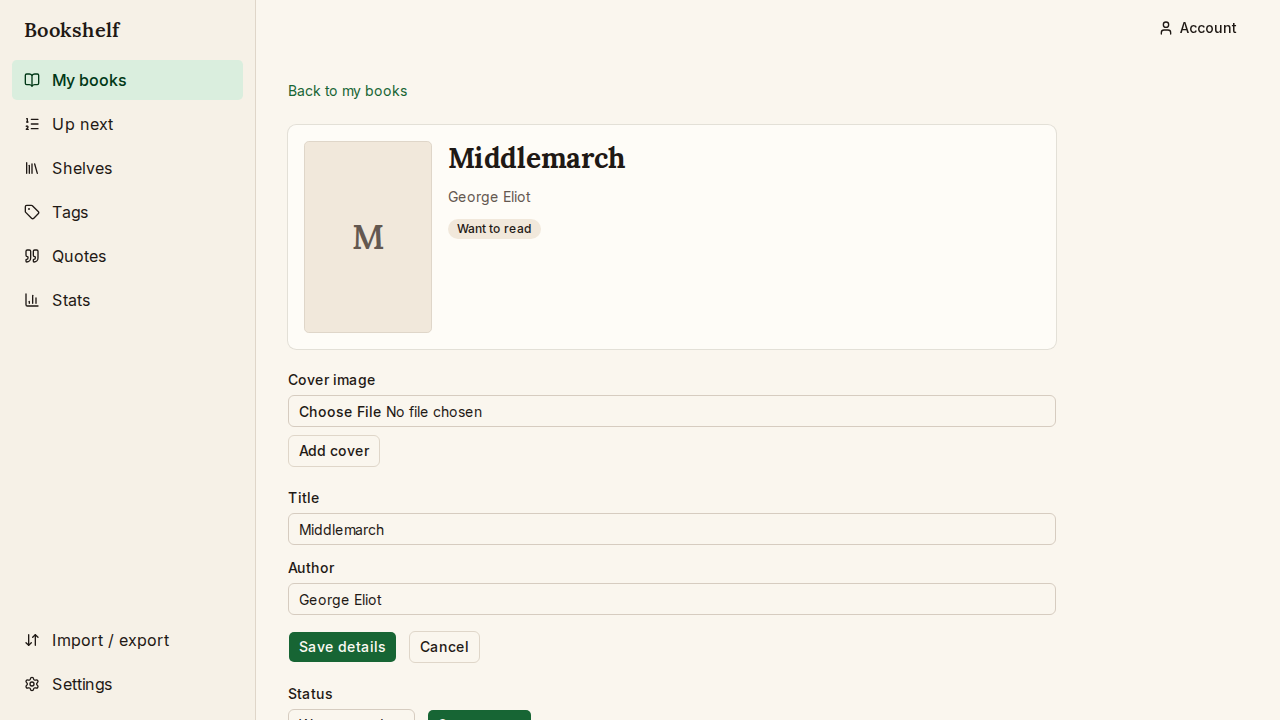 Bookshelf
My books
Up next
Shelves
Tags
Quotes
Stats
Import / export
Settings
Account
Back to my books
M
Middlemarch
George Eliot
Want to read
Cover image
Choose File No file chosen
Add cover
Title
Middlemarch
Author
George Eliot
Save details
Cancel
Status